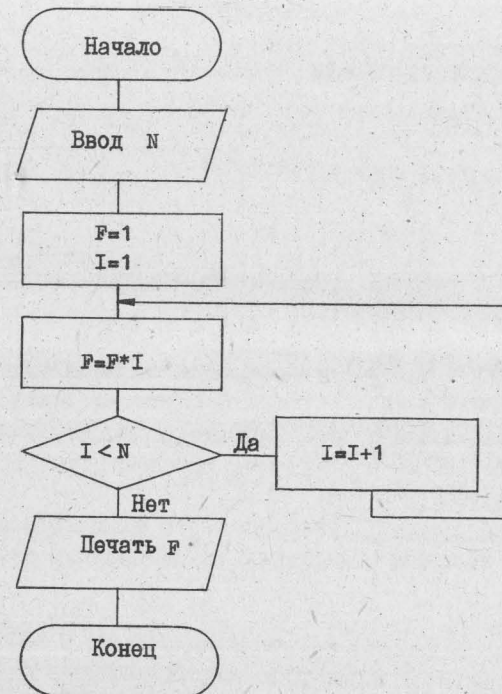 Начало
Ввод N
F=1
I=1
F=F*I
I<N
Да
I=I+1
Нет
Печать F
Конец